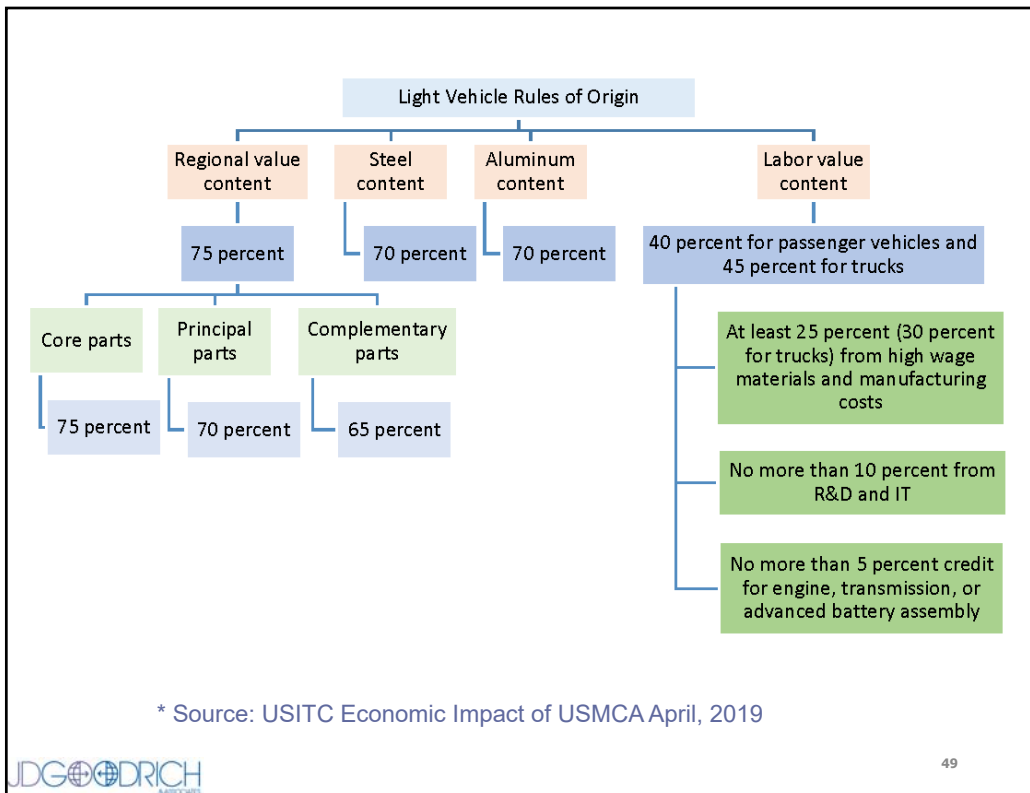 Light Vehicle Rules of Origin
Regional value
content
Steel
content
Aluminum
content
Labor value
content
75 percent
70 percent
70 percent
40 percent for passenger vehicles and
45 percent for trucks
Core parts
Principal
parts
Complementary
parts
75 percent
70 percent
65 percent
At least 25 percent (30 percent
for trucks) from high wage
materials and manufacturing
costs
No more than 10 percent from
R&D and IT
No more than 5 percent credit
for engine, transmission, or
advanced battery assembly
* Source: USITC Economic Impact of USMCA April, 2019
JDGOODRICH
49